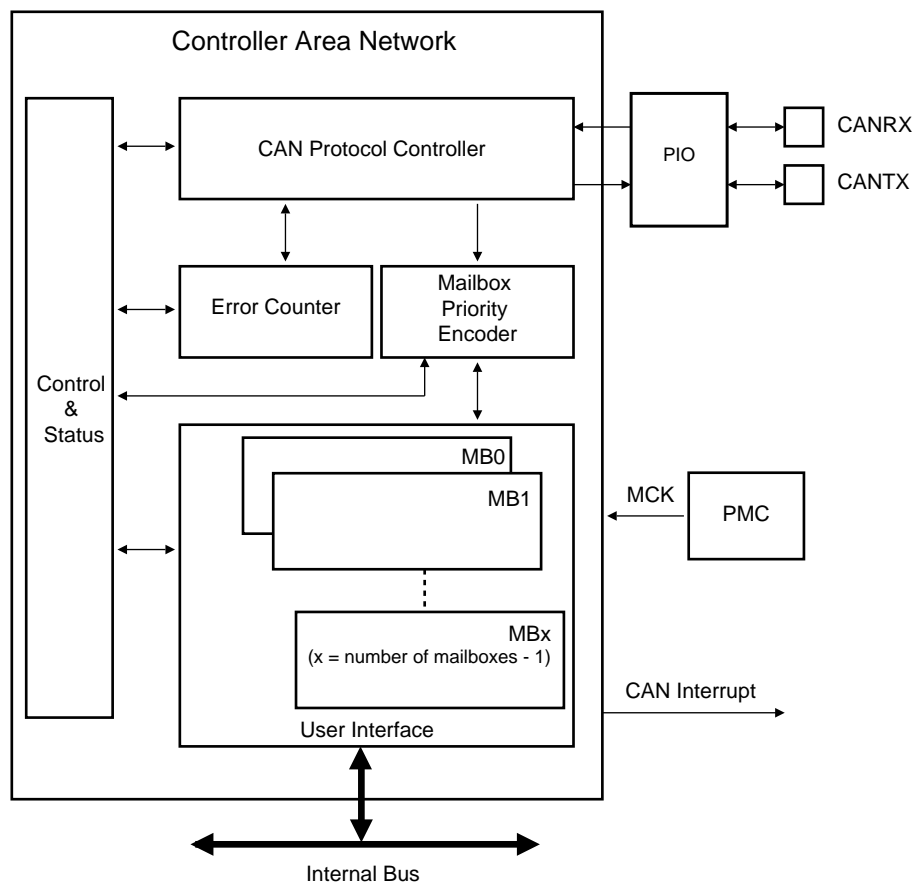 Controller Area Network
CAN Protocol Controller
PIO
CANRX
CANTX
Error Counter
Mailbox
Priority
Encoder
Control
&
Status
MB0
MB1
MCK
PMC
MBx
(x = number of mailboxes - 1)
CAN Interrupt
User Interface
Internal Bus